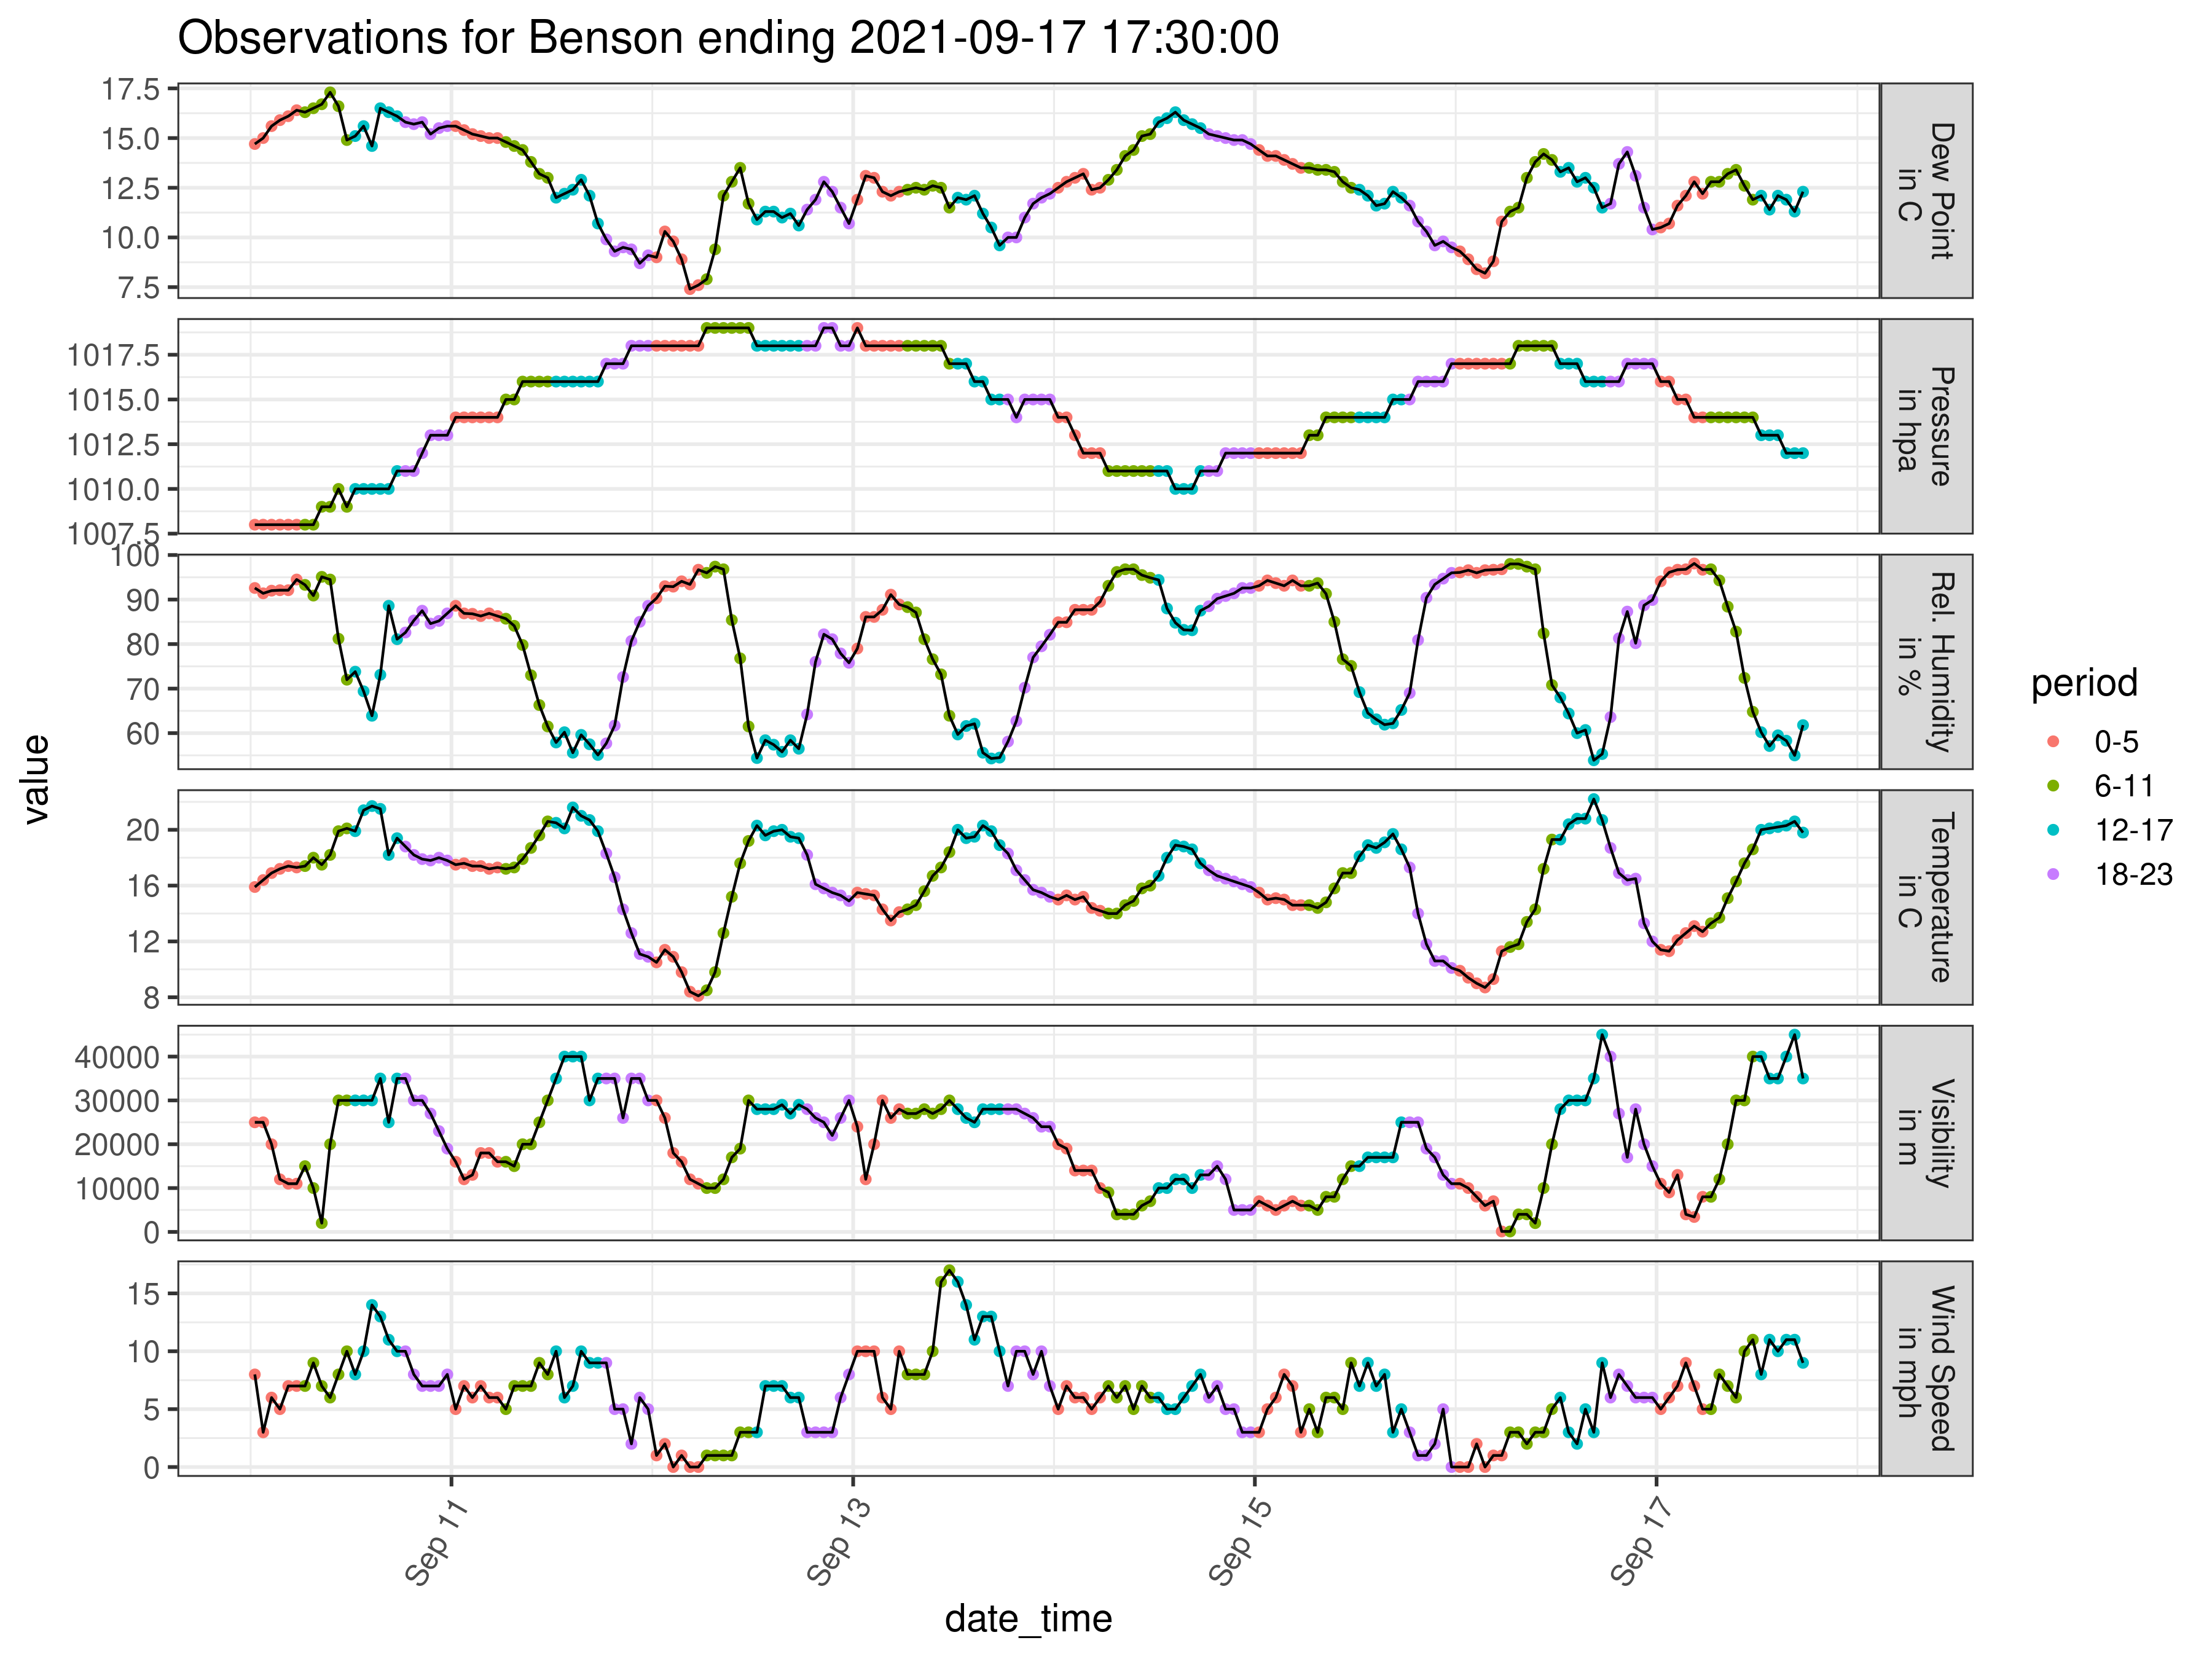 Observations for Benson ending 2021-09-17 17:30:00
value
17.5
15.0
12.5
10.0
7.5
Dew Point
in C
1017.5
1015.0
1012.5
1010.0
1007.5
Pressure
in hpa
100
90
80
70
60
Rel. Humidity
in %
20
16
12
8
Temperature
in C
40000
30000
20000
10000
0
Visibility
in m
15
10
5
0
Wind Speed
in mph
Sep 11
Sep 13
Sep 15
Sep 17
date_time
period
0-5
6-11
12-17
18-23